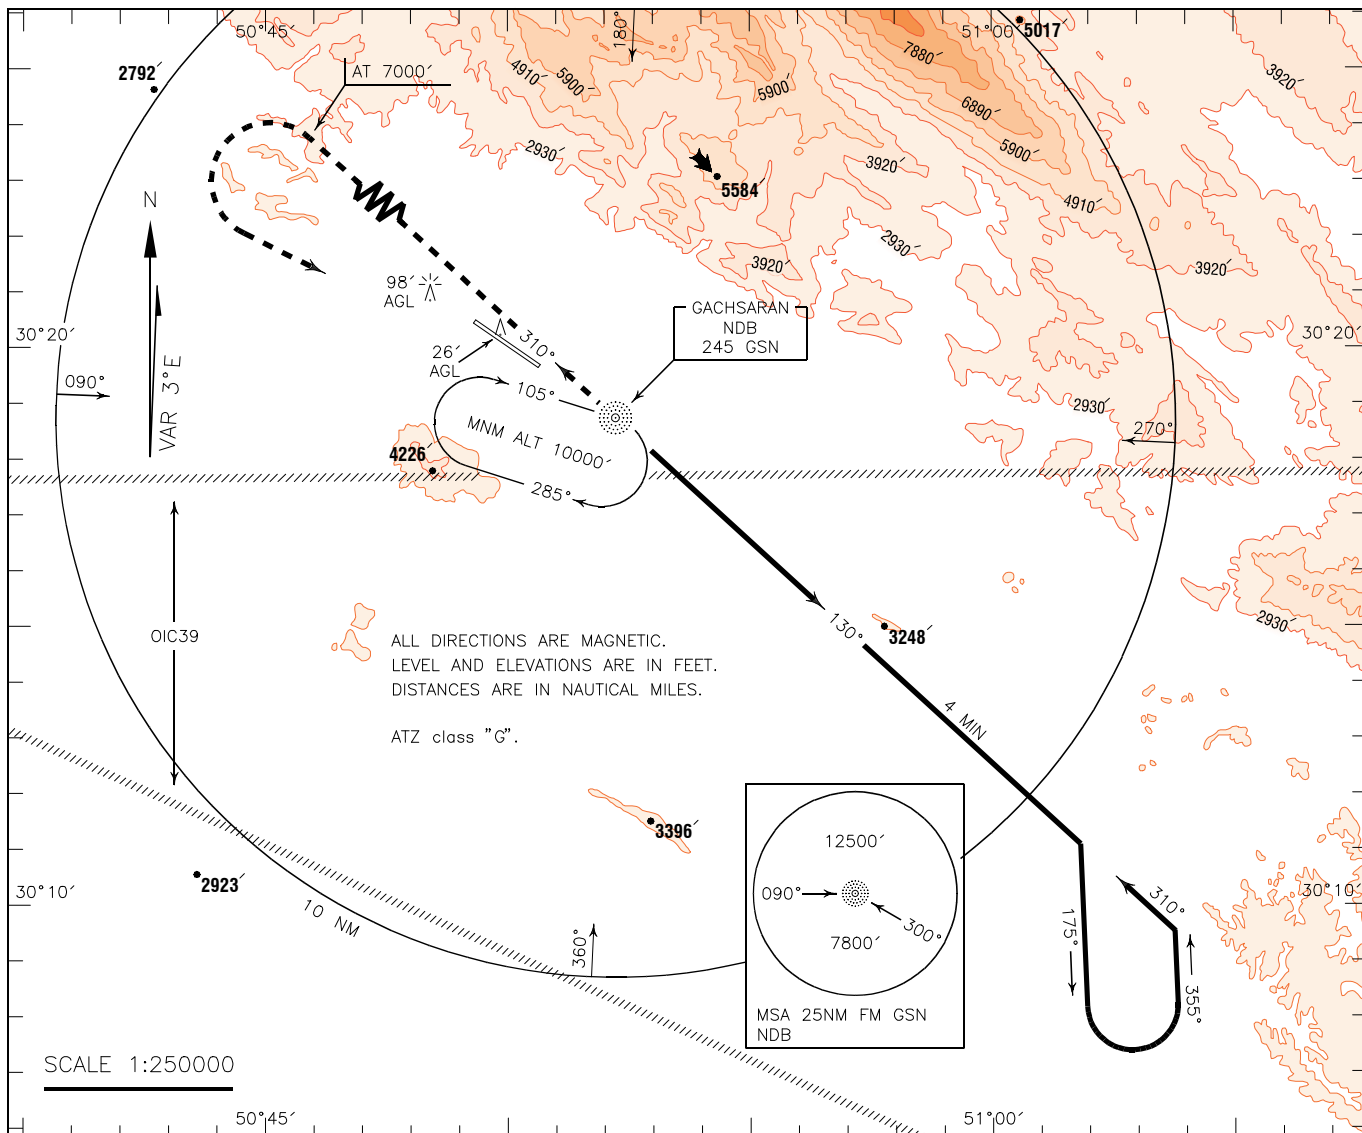 50°45′
180°
51°00′
5017′
2792′
AT 7000′
4910′
5900′
5900′
7880′
6890′
5900′
4910′
3920′
3920′
2930′
5584′
N
2930′
3920′
3920′
98′
AGL
GACHSARAN
NDB
245 GSN
30°20′
30°20′
310°
26′
AGL
VAR 3°E
090°
105°
MNM ALT 10000′
285°
4226′
2930′
270°
OIC39
130°
3248′
2930′
ALL DIRECTIONS ARE MAGNETIC.
LEVEL AND ELEVATIONS ARE IN FEET.
DISTANCES ARE IN NAUTICAL MILES.
ATZ class "G".
4 MIN
3396′
2923′
30°10′
30°10′
10 NM
360°
12500′
090°
300°
7800′
MSA 25NM FM GSN
NDB
175°
310°
355°
SCALE 1:250000
50°45′
51°00′